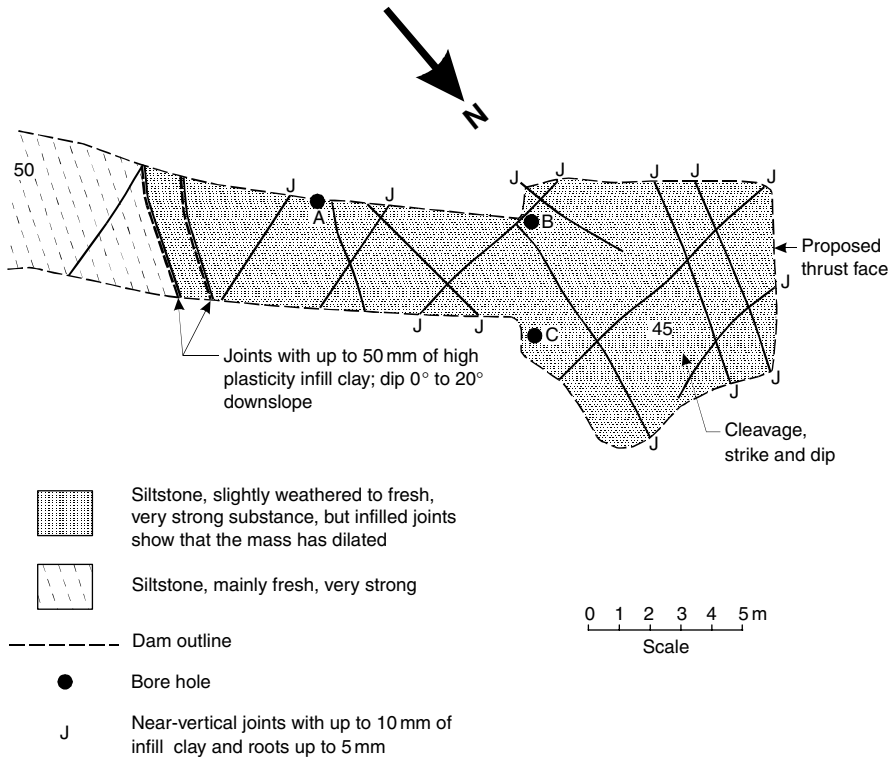 N
50
J
A
J
J
J
B
J
J
J
Proposed
thrust face
J
45
C
J
J
J
J
J
Joints with up to 50 mm of high
plasticity infill clay; dip 0° to 20°
downslope
Cleavage,
strike and dip
Siltstone, slightly weathered to fresh,
very strong substance, but infilled joints
show that the mass has dilated
Siltstone, mainly fresh, very strong
0 1 2 3 4 5 m
Scale
Dam outline
Bore hole
J
Near-vertical joints with up to 10 mm of
infill clay and roots up to 5 mm